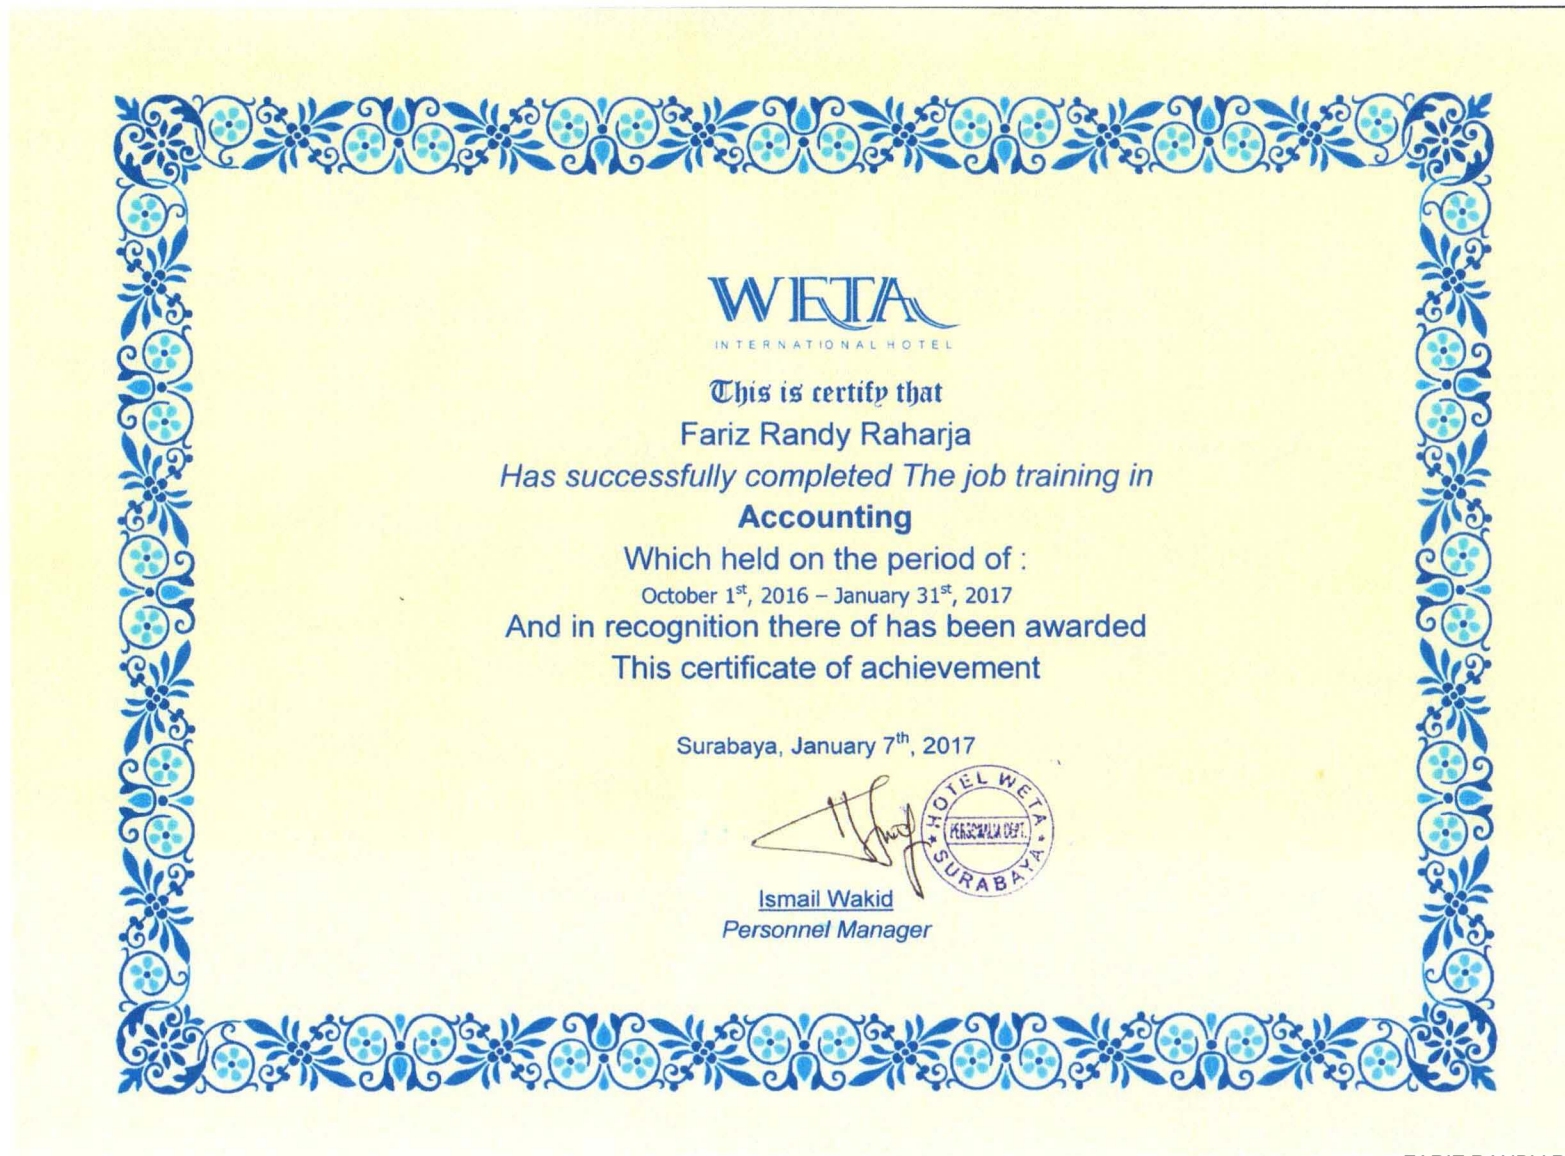 WETA
INTERNATIONAL HOTEL
This is certify that
Fariz Randy Raharja
Has successfully completed The job training in
Accounting
Which held on the period of :
October 1st, 2016 – January 31st, 2017
And in recognition there of has been awarded
This certificate of achievement
Surabaya, January 7th, 2017
HOTEL WETA
PERSONALIA DEPT.
SURABAYA
Ismail Wakid
Personnel Manager